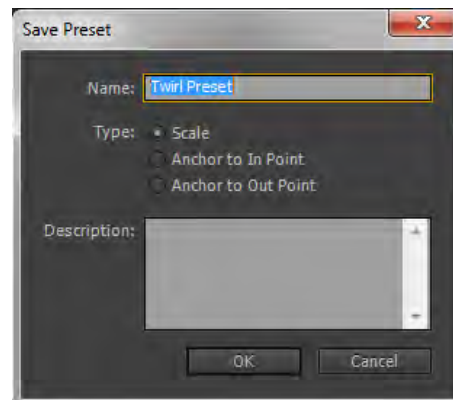 Save Preset
Name: Twirl Preset
Type: Scale
Anchor to In Point
Anchor to Out Point
Description:
OK Cancel